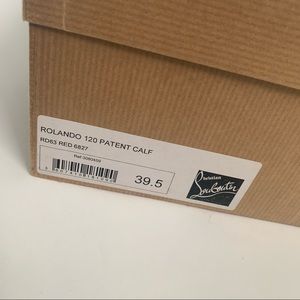 ROLANDO 120 PATENT CALF
RD63 RED 6827
39.5
Christian
Louboutin